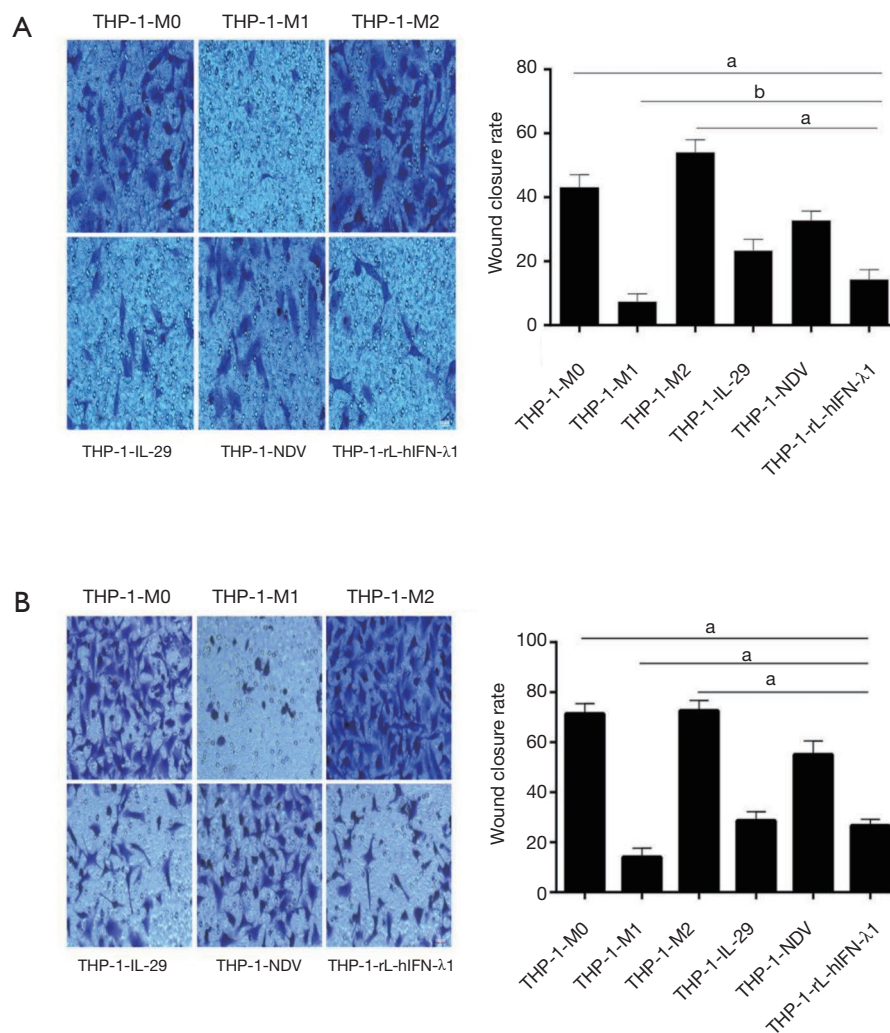 A
THP-1-M0 THP-1-M1 THP-1-M2
THP-1-IL-29 THP-1-NDV THP-1-rL-hIFN-λ1
Wound closure rate
80
60
40
20
0
a
b
a
THP-1-M0
THP-1-M1
THP-1-M2
THP-1-IL-29
THP-1-NDV
THP-1-rL-hIFN-λ1
B
THP-1-M0 THP-1-M1 THP-1-M2
THP-1-IL-29 THP-1-NDV THP-1-rL-hIFN-λ1
Wound closure rate
100
80
60
40
20
0
a
a
a
THP-1-M0
THP-1-M1
THP-1-M2
THP-1-IL-29
THP-1-NDV
THP-1-rL-hIFN-λ1